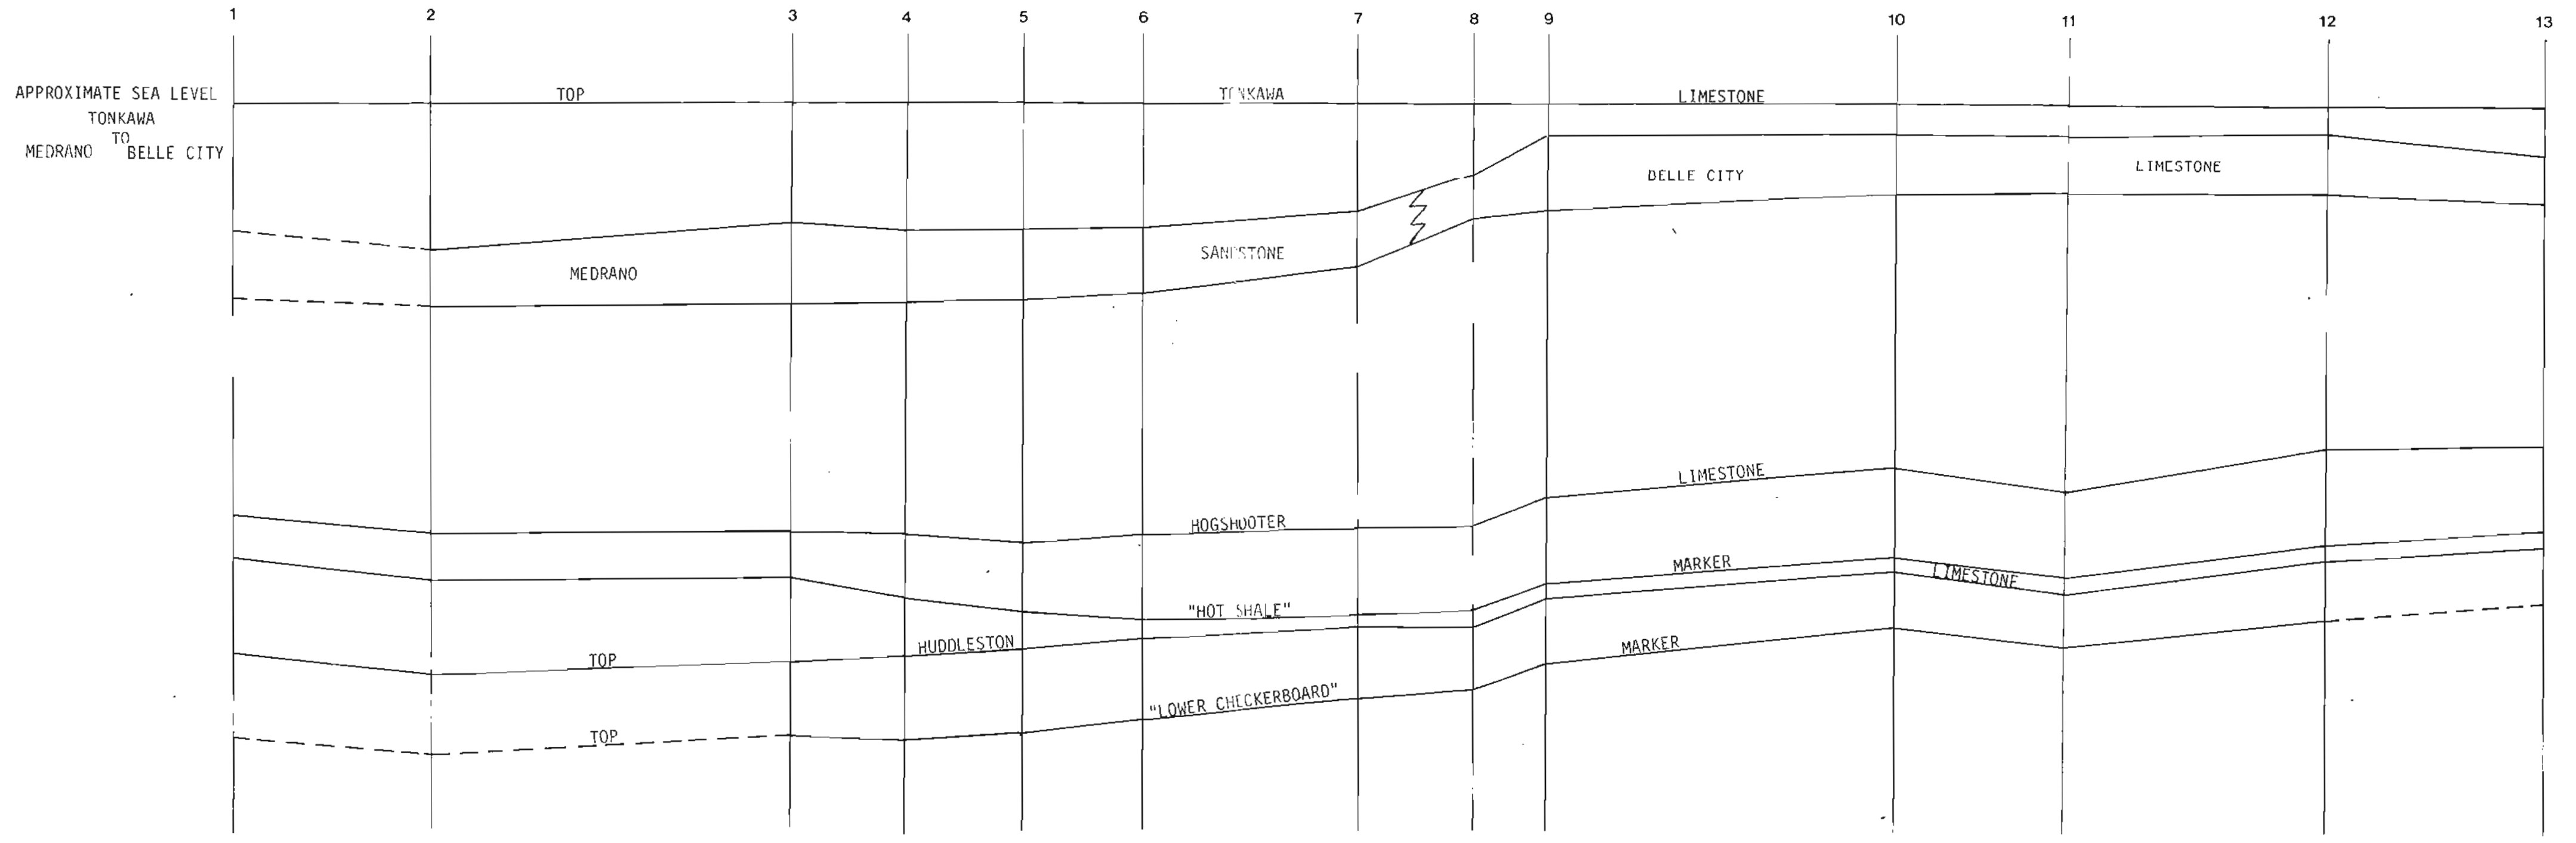 1 2 3 4 5 6 7 8 9 10 11 12 13
APPROXIMATE SEA LEVEL
TOP TONKAWA LIMESTONE
TONKAWA
TO
MEDRANO BELLE CITY
BELLE CITY LIMESTONE
MEDRANO SANDSTONE
HOGSHOOTER LIMESTONE
"HOT SHALE" MARKER
TOP HUDDLESTON LIMESTONE
TOP "LOWER CHECKERBOARD" MARKER